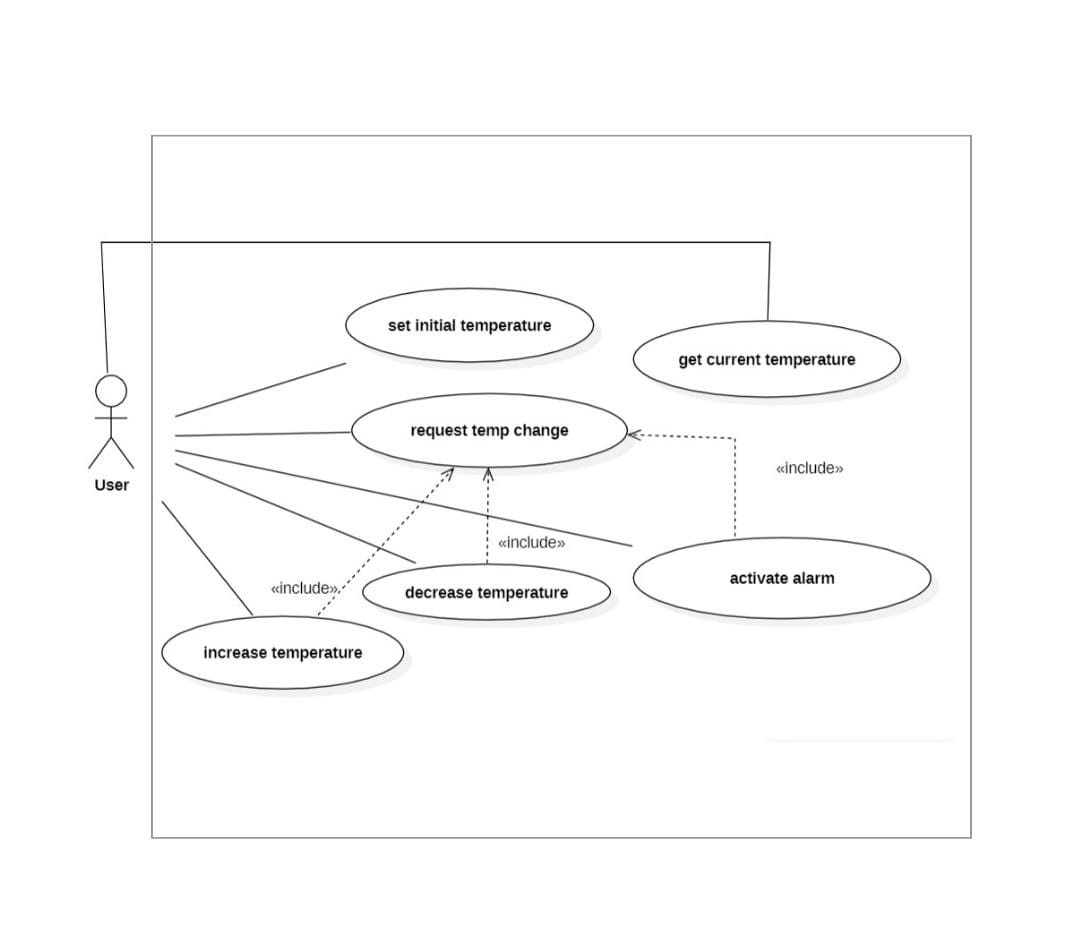 set initial temperature
get current temperature
request temp change
«include»
User
«include»
activate alarm
«include»
decrease temperature
increase temperature